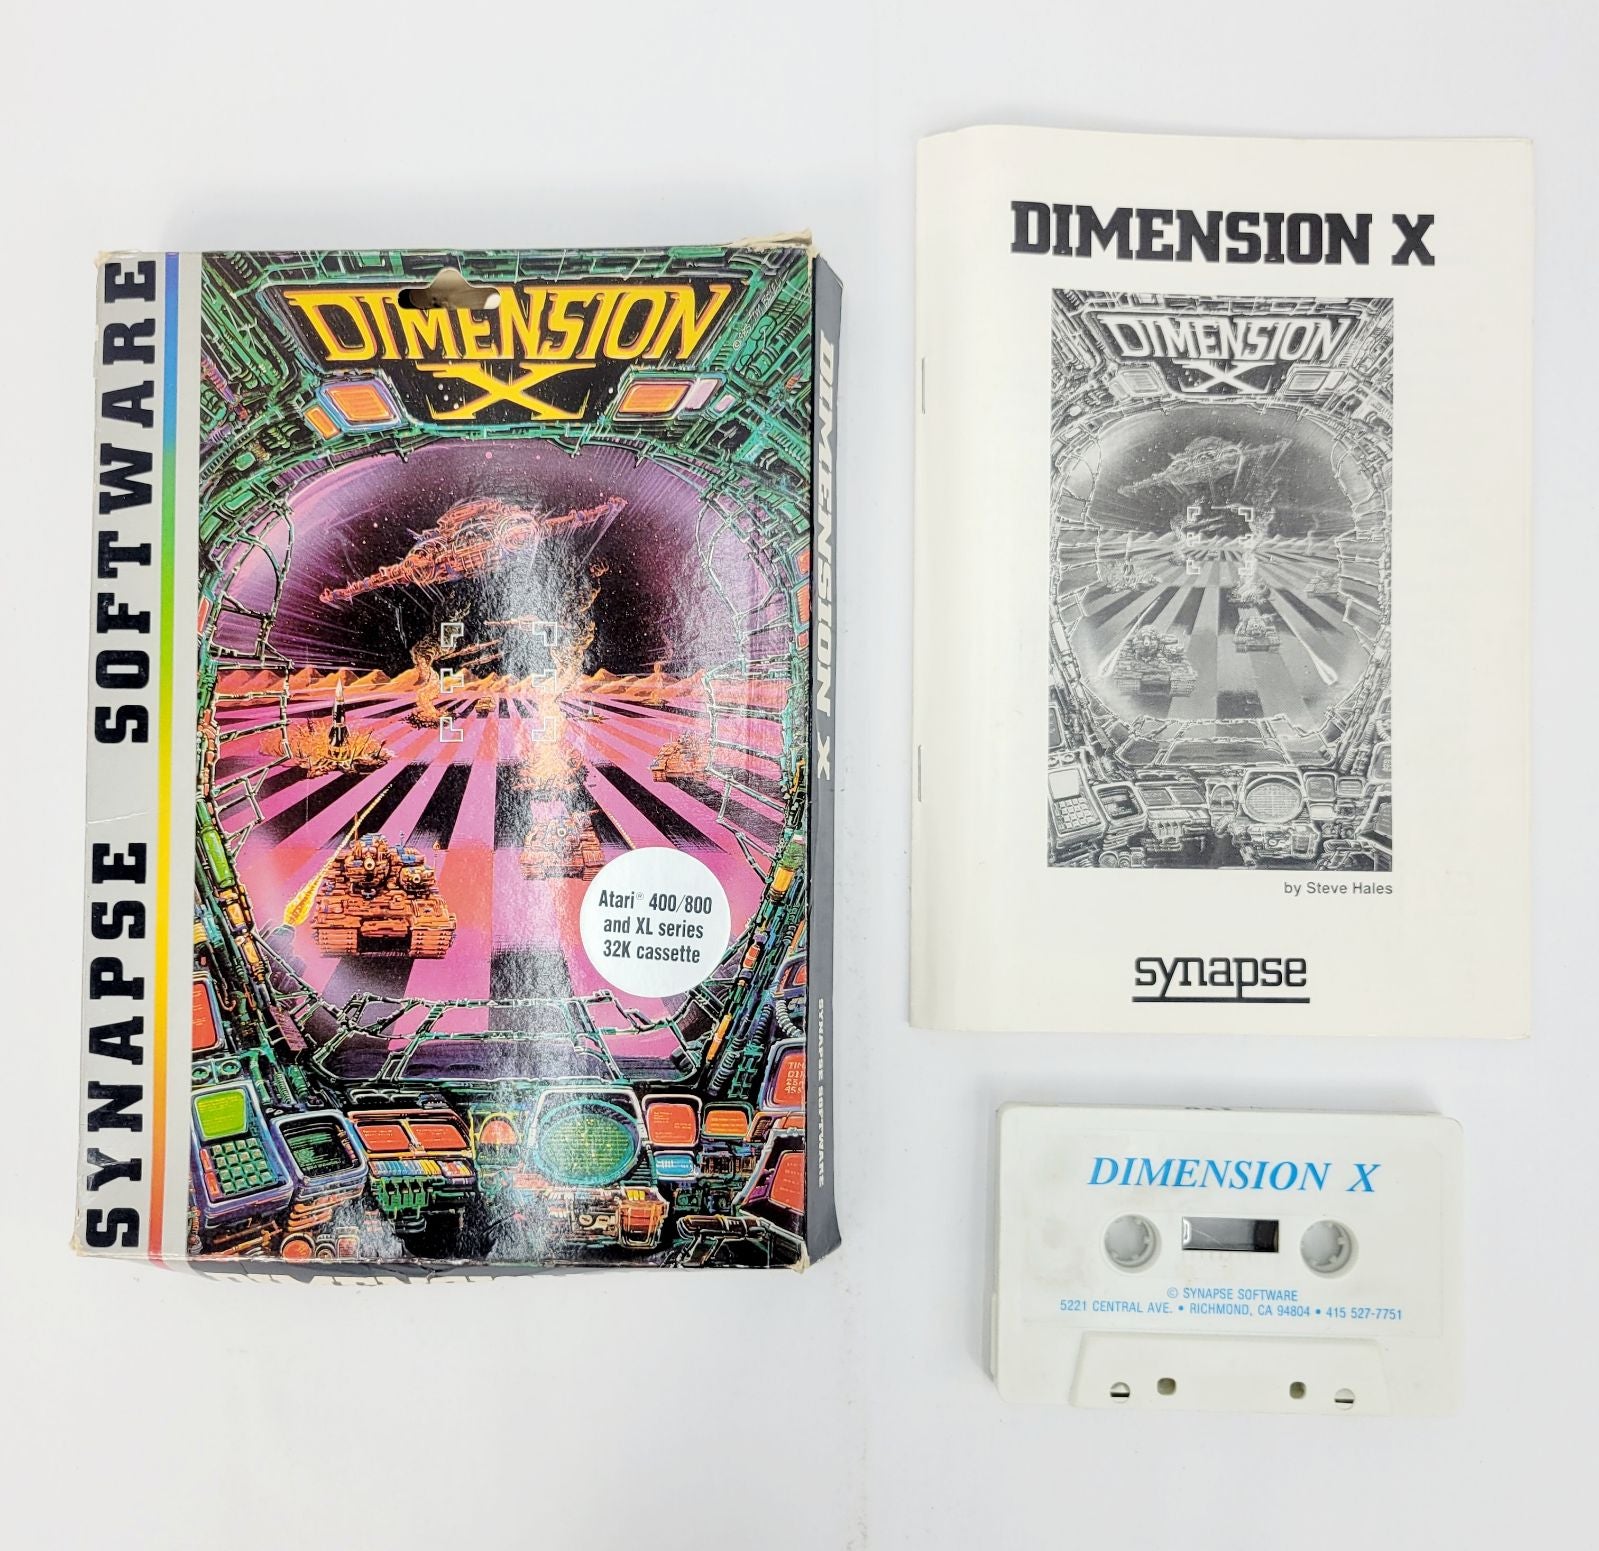 SYNAPSE SOFTWARE
DIMENSION
X
Atari® 400/800
and XL series
32K cassette
DIMENSION X
SYNAPSE SOFTWARE
DIMENSION X
DIMENSION
X
by Steve Hales
synapse
DIMENSION X
© SYNAPSE SOFTWARE
5221 CENTRAL AVE. • RICHMOND, CA 94804 • 415 527-7751